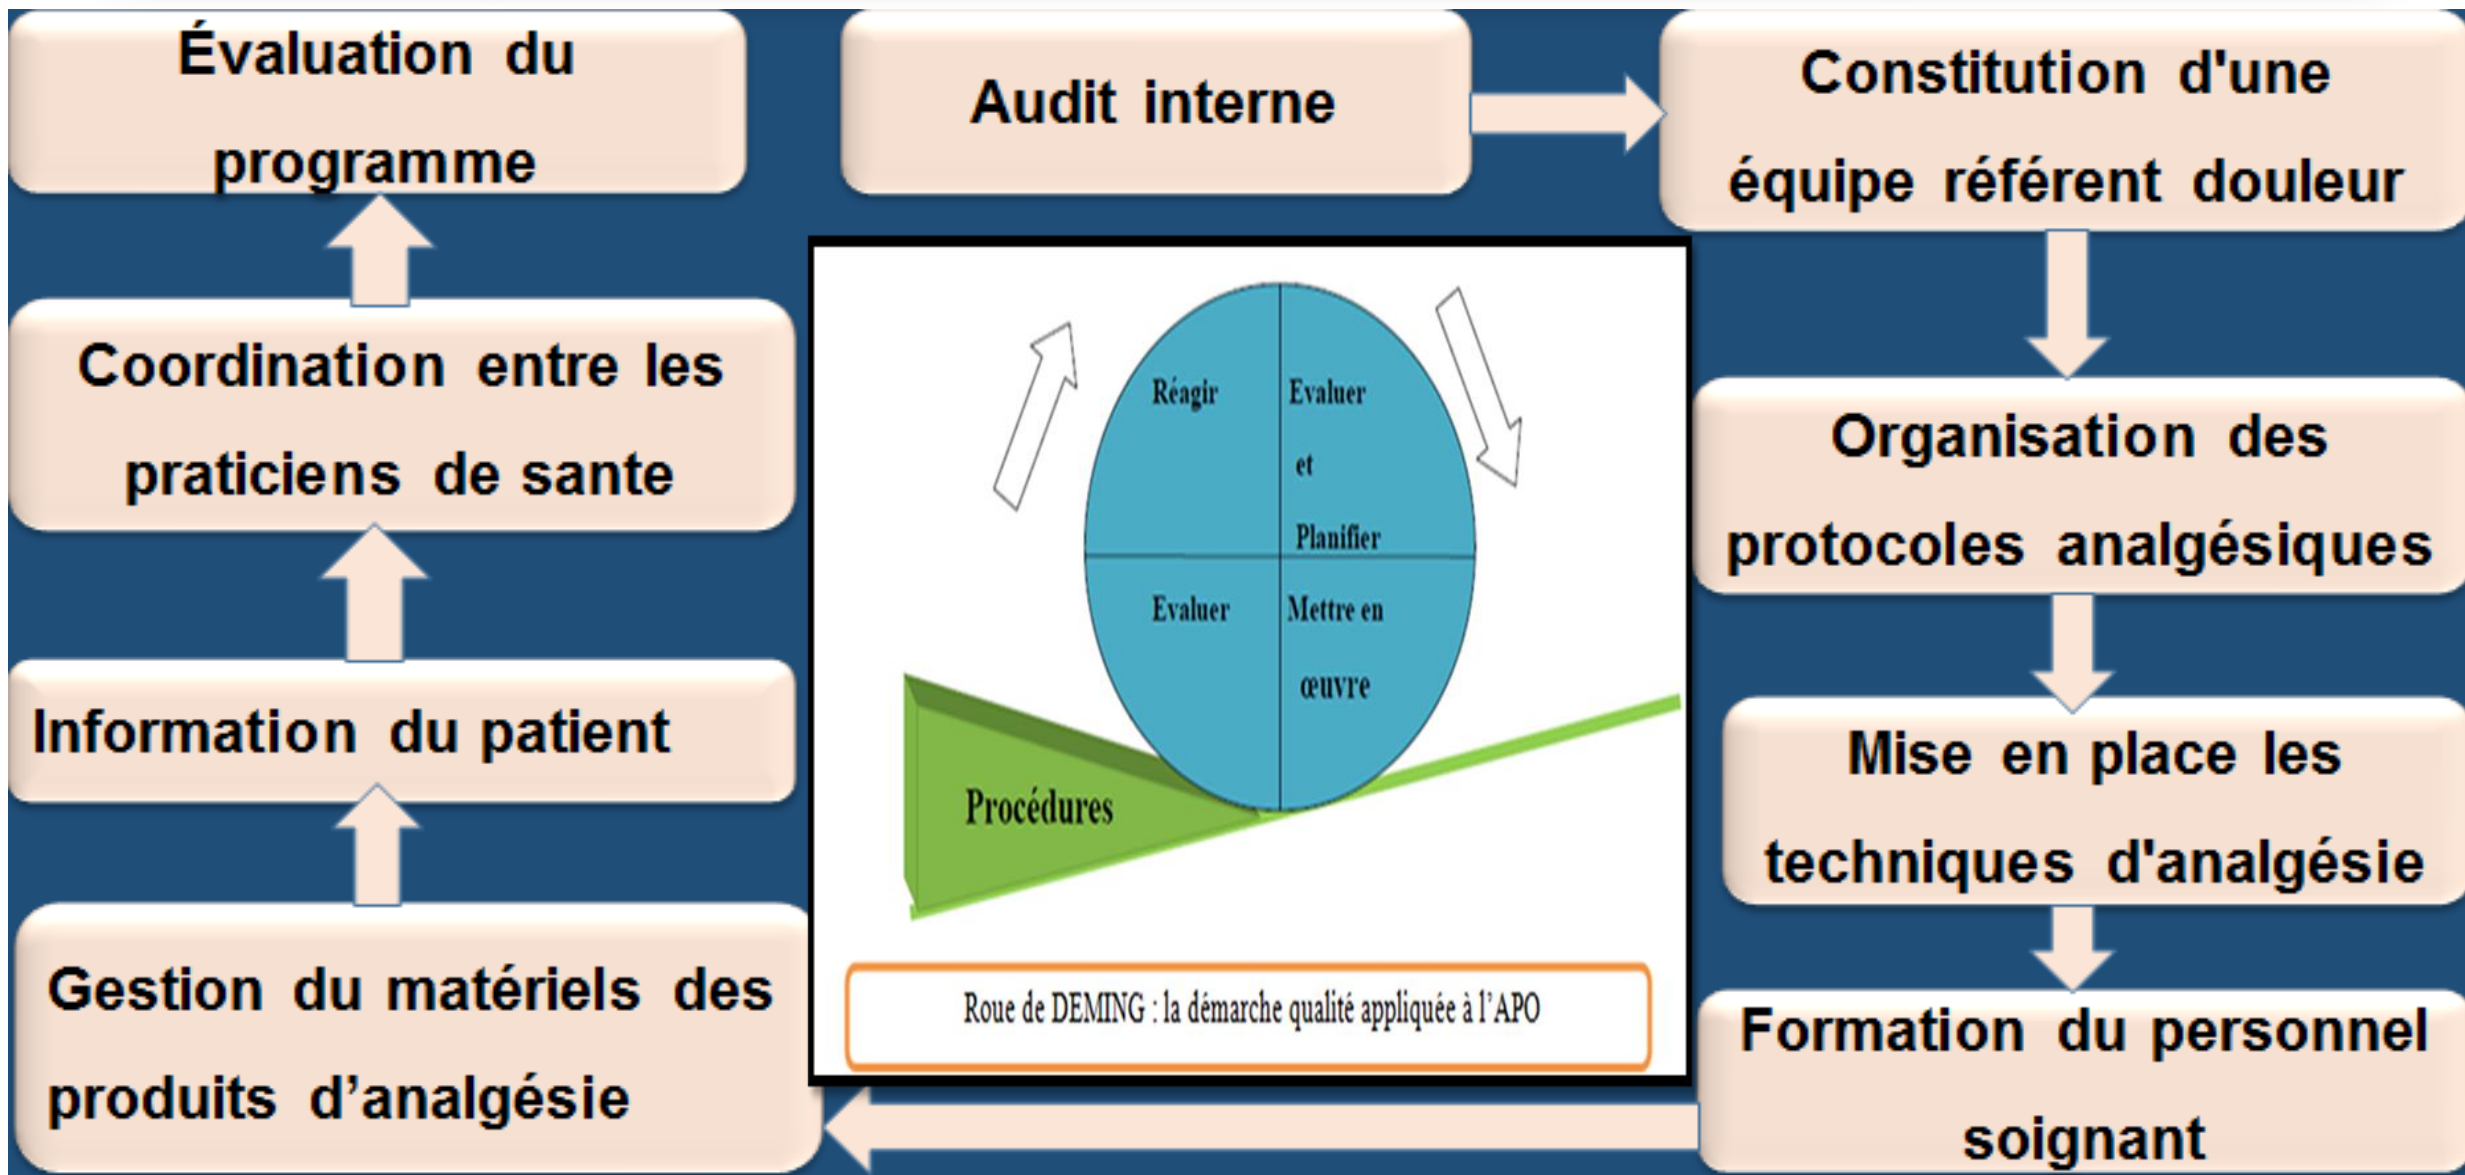 Évaluation du
programme
Audit interne
Constitution d'une
équipe référent douleur
Coordination entre les
praticiens de sante
Organisation des
protocoles analgésiques
Information du patient
Mise en place les
techniques d'analgésie
Gestion du matériels des
produits d’analgésie
Formation du personnel
soignant
Réagir
Evaluer
et
Planifier
Evaluer
Mettre en
œuvre
Procédures
Roue de DEMING : la démarche qualité appliquée à l’APO